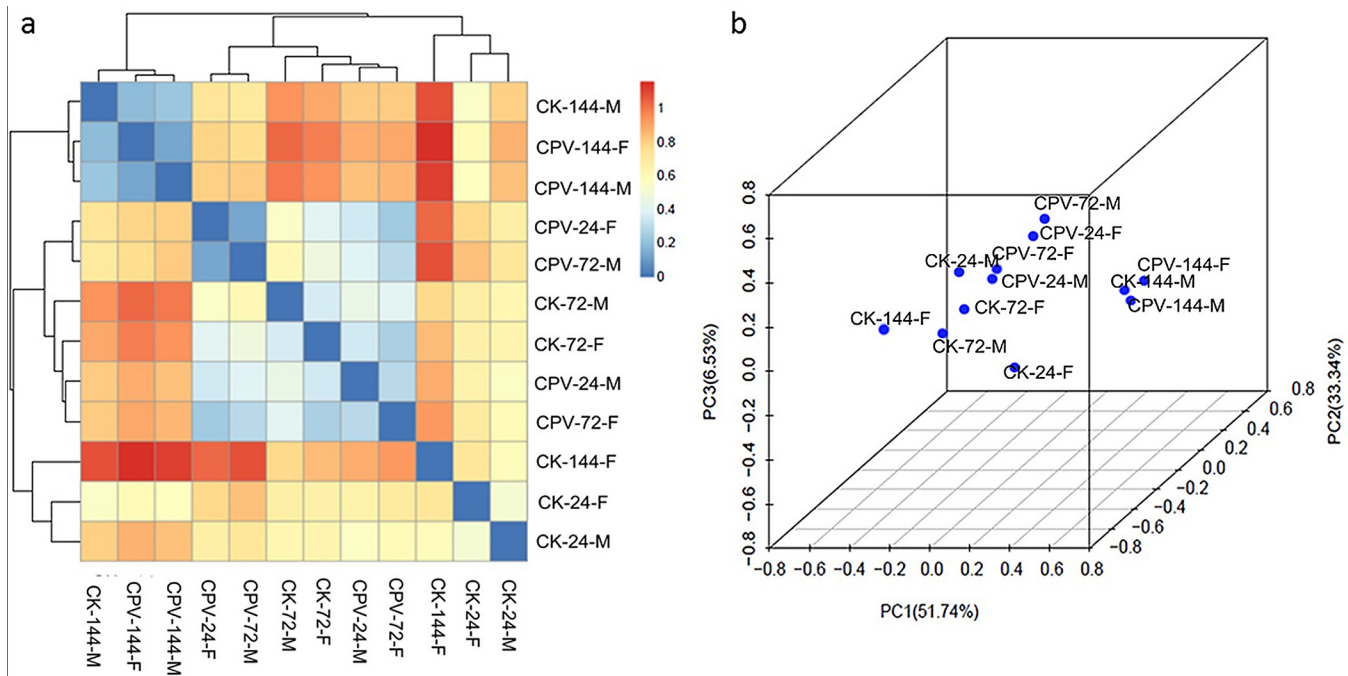 a
CK-144-M
CPV-144-F
CPV-144-M
CPV-24-F
CPV-72-M
CK-72-M
CK-72-F
CPV-24-M
CPV-72-F
CK-144-F
CK-24-F
CK-24-M
1
0.8
0.6
0.4
0.2
0
CK-144-M
CPV-144-F
CPV-144-M
CPV-24-F
CPV-72-M
CK-72-M
CK-72-F
CPV-24-M
CPV-72-F
CK-144-F
CK-24-F
CK-24-M
b
PC3(6.53%)
0.8
0.6
0.4
0.2
0.0
−0.2
−0.4
−0.6
−0.8
CPV-72-M
CPV-24-F
CPV-72-F
CK-24-M
CPV-24-M
CPV-144-F
CK-144-M
CPV-144-M
CK-72-F
CK-144-F
CK-72-M
CK-24-F
0.8
0.6
0.4
0.2
0.0
−0.2
−0.4
−0.6
−0.8
PC2(33.34%)
−0.8 −0.6 −0.4 −0.2 0.0 0.2 0.4 0.6 0.8
PC1(51.74%)